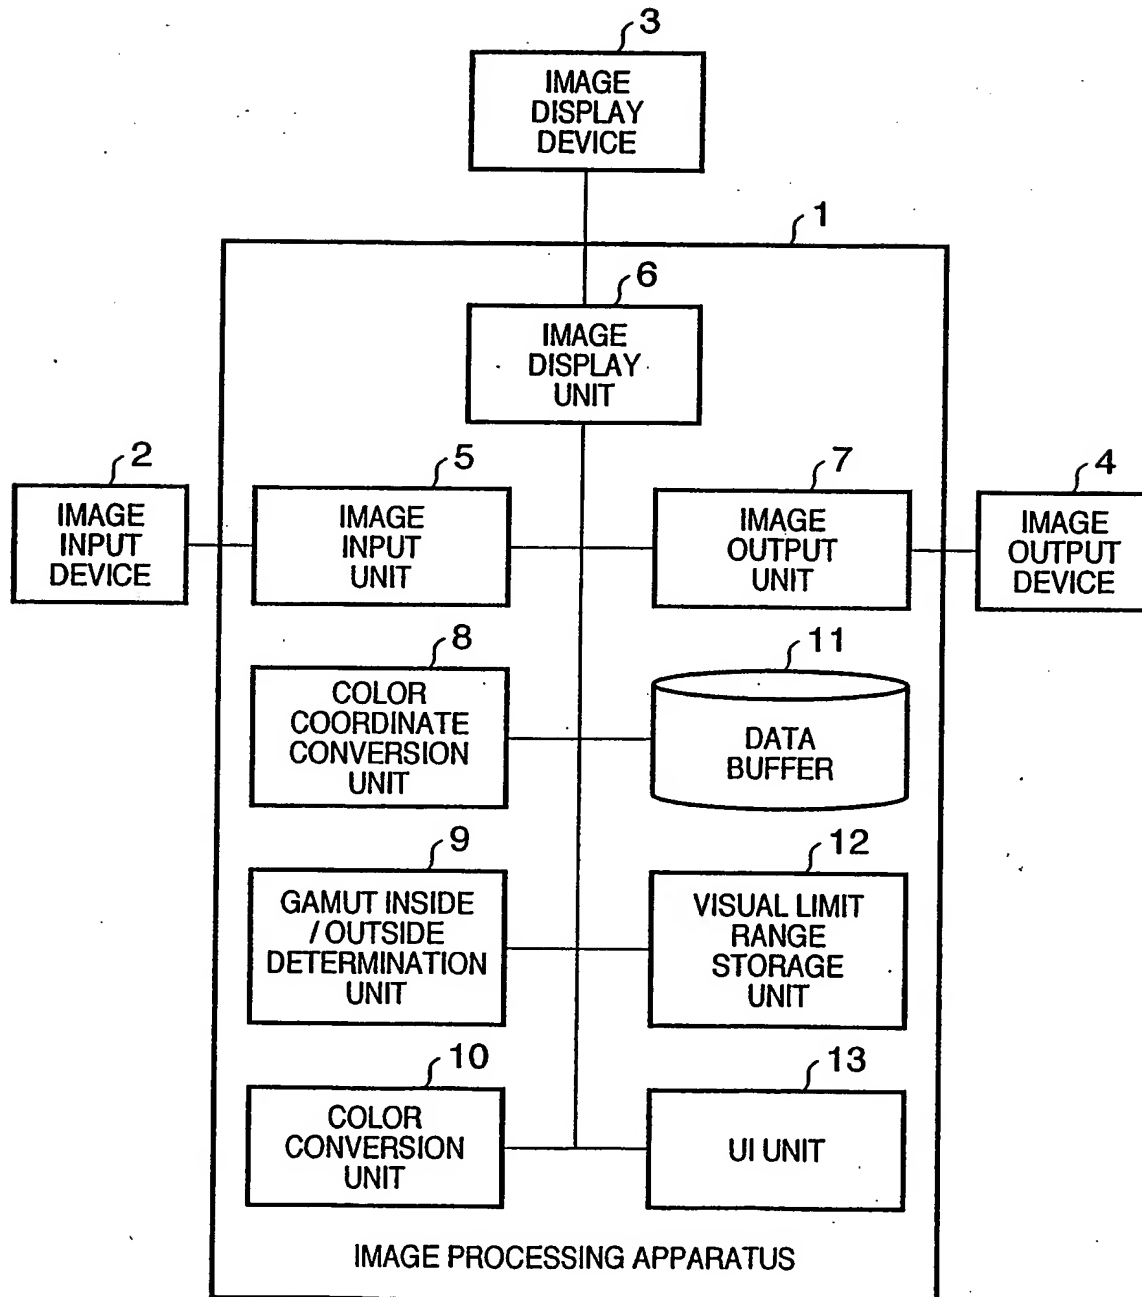 3
IMAGE
DISPLAY
DEVICE
1
6
IMAGE
DISPLAY
UNIT
2
IMAGE
INPUT
DEVICE
5
IMAGE
INPUT
UNIT
7
IMAGE
OUTPUT
UNIT
4
IMAGE
OUTPUT
DEVICE
8
COLOR
COORDINATE
CONVERSION
UNIT
11
DATA
BUFFER
9
GAMUT INSIDE
/ OUTSIDE
DETERMINATION
UNIT
12
VISUAL LIMIT
RANGE
STORAGE
UNIT
10
COLOR
CONVERSION
UNIT
13
UI UNIT
IMAGE PROCESSING APPARATUS